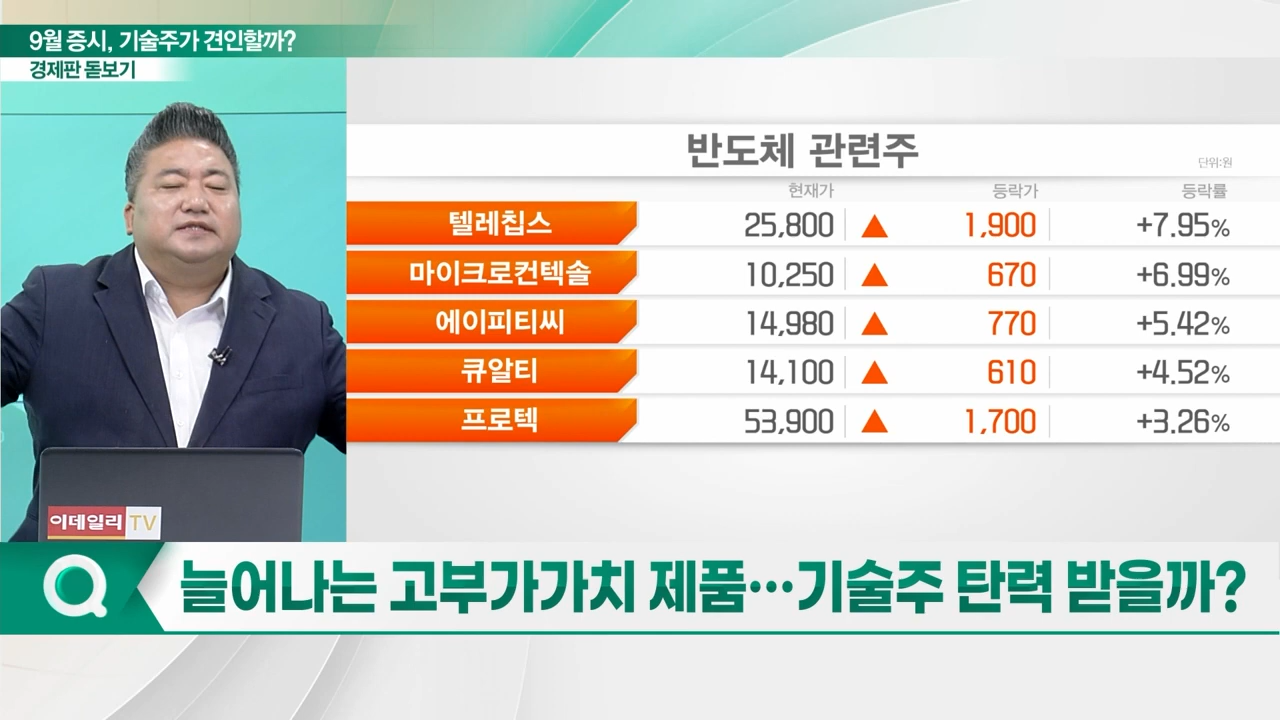 9월 증시, 기술주가 견인할까?
경제판 돋보기
반도체 관련주
단위:원
현재가 등락가 등락률
텔레칩스 25,800 ▲ 1,900 +7.95%
마이크로컨텍솔 10,250 ▲ 670 +6.99%
에이피티씨 14,980 ▲ 770 +5.42%
큐알티 14,100 ▲ 610 +4.52%
프로텍 53,900 ▲ 1,700 +3.26%
이데일리 TV
늘어나는 고부가가치 제품…기술주 탄력 받을까?